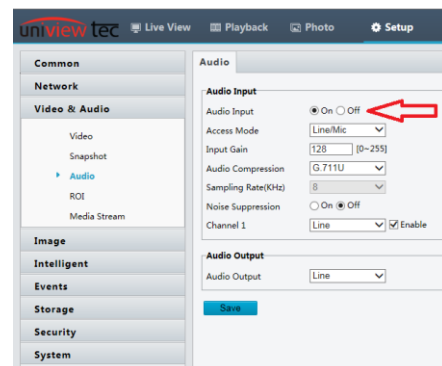 uniview tec Live View Playback Photo Setup
Common
Network
Video & Audio
Video
Snapshot
Audio
ROI
Media Stream
Image
Intelligent
Events
Storage
Security
System
Audio
Audio Input
Audio Input On Off
Access Mode Line/Mic
Input Gain 128 [0~255]
Audio Compression G.711U
Sampling Rate(KHz) 8
Noise Suppression On Off
Channel 1 Line Enable
Audio Output
Audio Output Line
Save